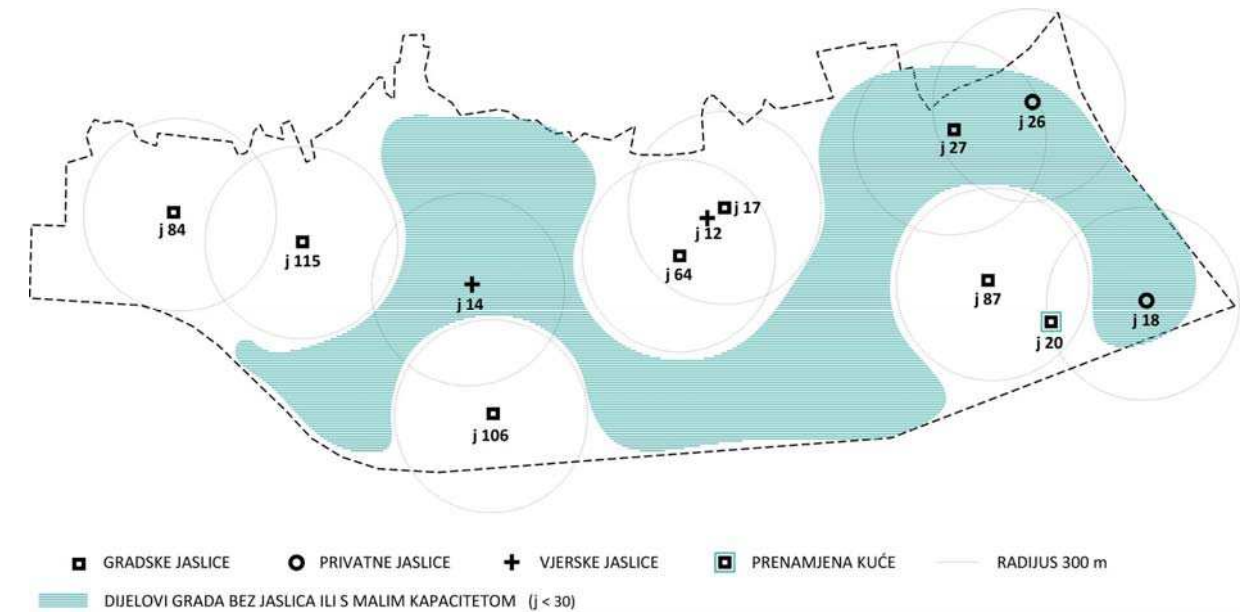 j 26
j 27
j 17
j 84
j 12
j 115
j 64
j 87
j 14
j 18
j 20
j 106
GRADSKE JASLICE
PRIVATNE JASLICE
VJERSKE JASLICE
PRENAMJENA KUĆE
RADIJUS 300 m
DIJELOVI GRADA BEZ JASLICA ILI S MALIM KAPACITETOM (j < 30)